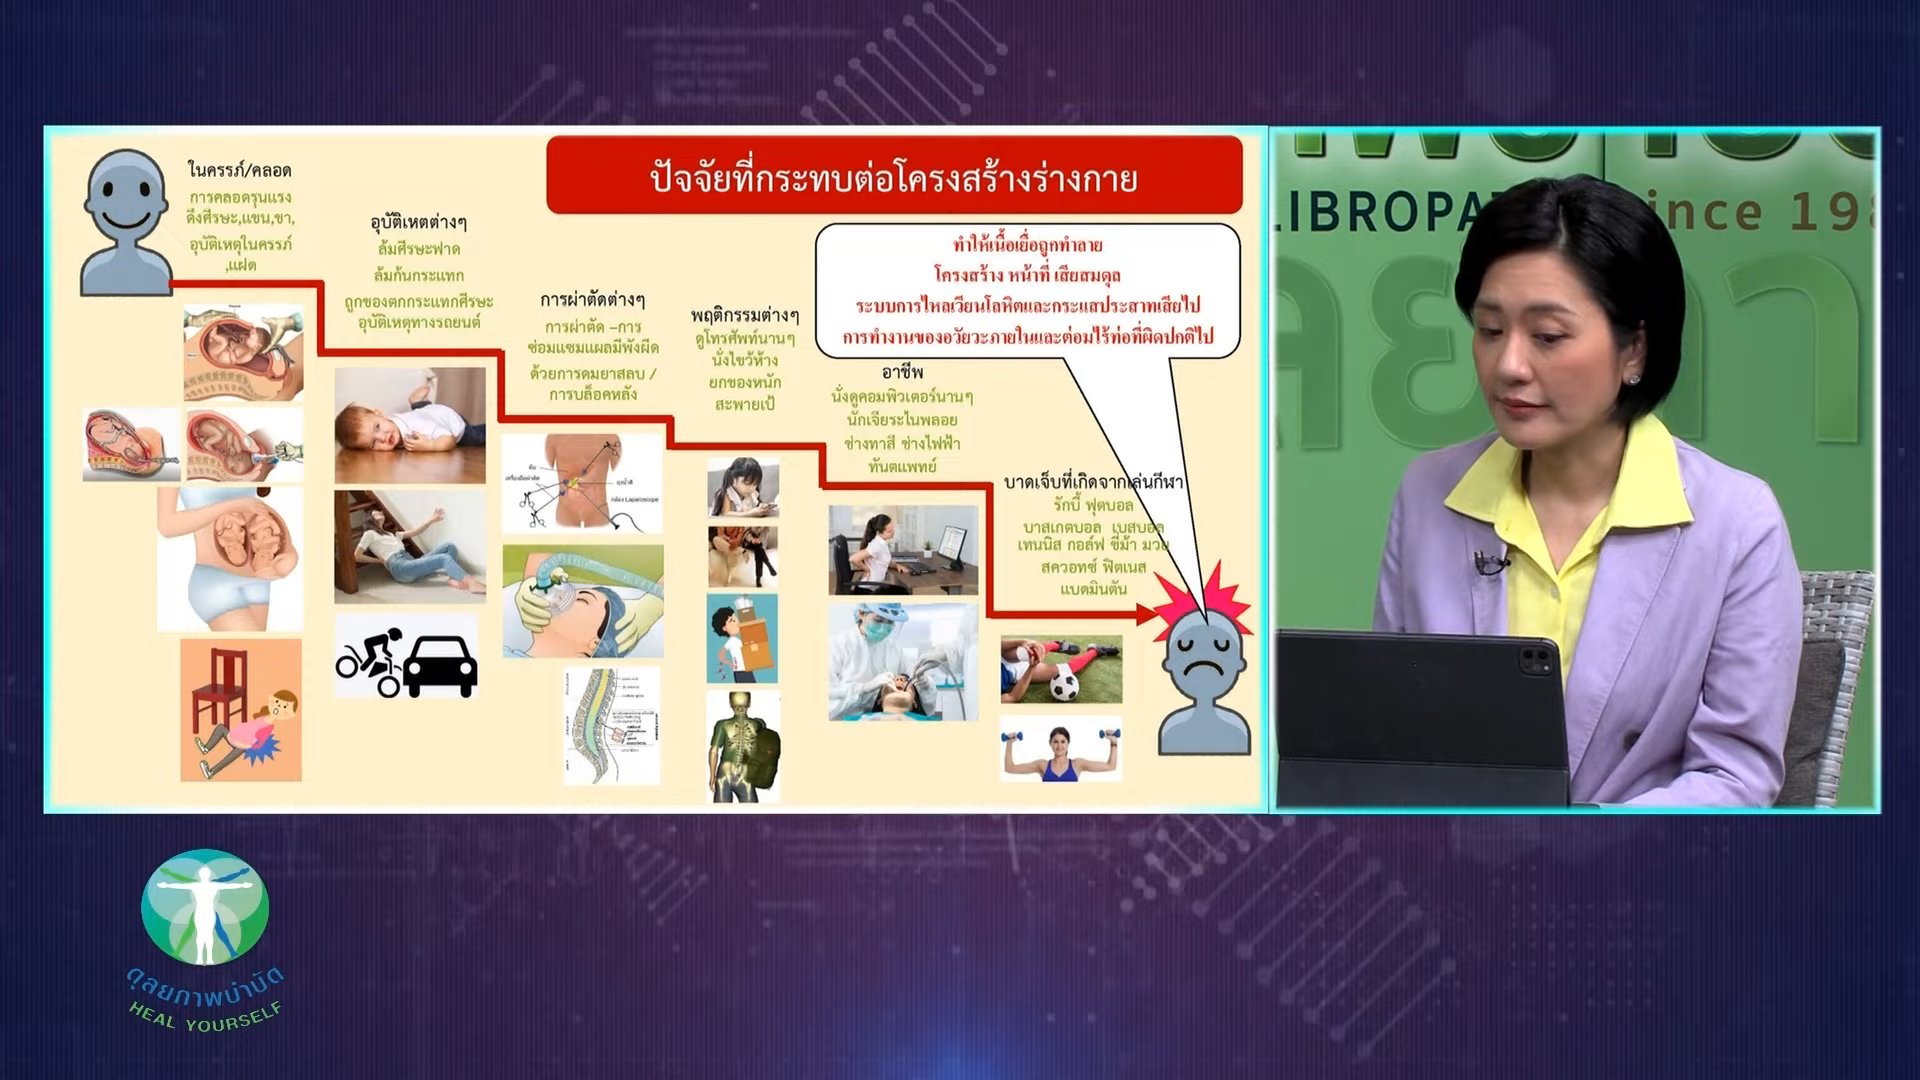 ปัจจัยที่กระทบต่อโครงสร้างร่างกาย
ในครรภ์/คลอด
การคลอดรุนแรง
ดึงศีรษะ,แขน,ขา,
อุบัติเหตุในครรภ์
,แฝด
อุบัติเหตต่างๆ
ล้มศีรษะฟาด
ล้มก้นกระแทก
ถูกของตกกระแทกศีรษะ
อุบัติเหตุทางรถยนต์
การผ่าตัดต่างๆ
การผ่าตัด –การ
ซ่อมแซมแผลมีพังผืด
ด้วยการดมยาสลบ /
การบล็อคหลัง
พฤติกรรมต่างๆ
ดูโทรศัพท์นานๆ
นั่งไขว้ห้าง
ยกของหนัก
สะพายเป้
ทำให้เนื้อเยื่อถูกทำลาย
โครงสร้าง หน้าที่ เสียสมดุล
ระบบการไหลเวียนโลหิตและกระแสประสาทเสียไป
การทำงานของอวัยวะภายในและต่อมไร้ท่อที่ผิดปกติไป
อาชีพ
นั่งดูคอมพิวเตอร์นานๆ
นักเจียระไนพลอย
ช่างทาสี ช่างไฟฟ้า
ทันตแพทย์
บาดเจ็บที่เกิดจากเล่นกีฬา
รักบี้ ฟุตบอล
บาสเกตบอล เบสบอล
เทนนิส กอล์ฟ ขี่ม้า มวย
สควอทซ์ ฟิตเนส
แบดมินตัน
LIBROPA
ince 198
ดุลยภาพบำบัด
HEAL YOURSELF